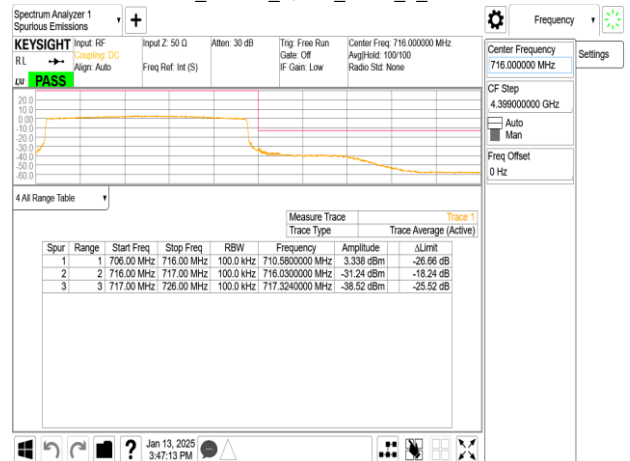 Spectrum Analyzer 1
Spurious Emissions
Frequency
KEYSIGHT
Input: RF
Coupling: DC
Align: Auto
Input Z: 50 Ω
Freq Ref: Int (S)
Atten: 30 dB
Trig: Free Run
Gate: Off
IF Gain: Low
Center Freq: 716.000000 MHz
Avg|Hold: 100/100
Radio Std: None
RL
LXI
PASS
Center Frequency
716.000000 MHz
Settings
CF Step
4.399000000 GHz
Auto
Man
Freq Offset
0 Hz
20.0
10.0
0.00
-10.0
-20.0
-30.0
-40.0
-50.0
-60.0
4 All Range Table
Measure Trace Trace 1
Trace Type Trace Average (Active)
Spur Range Start Freq Stop Freq RBW Frequency Amplitude ΔLimit
1 1 706.00 MHz 716.00 MHz 100.0 kHz 710.5800000 MHz 3.338 dBm -26.66 dB
2 2 716.00 MHz 717.00 MHz 100.0 kHz 716.0300000 MHz -31.24 dBm -18.24 dB
3 3 717.00 MHz 726.00 MHz 100.0 kHz 717.3240000 MHz -38.52 dBm -25.52 dB
?
Jan 13, 2025
3:47:13 PM